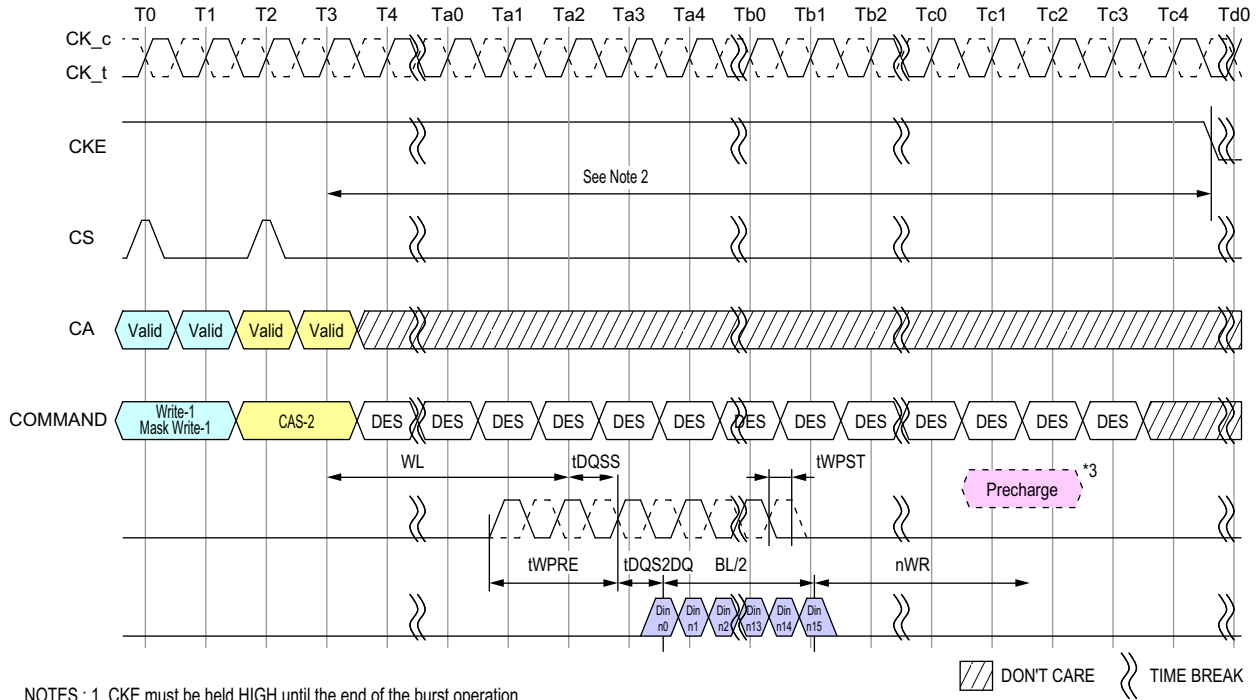 T0 T1 T2 T3 T4 Ta0 Ta1 Ta2 Ta3 Ta4 Tb0 Tb1 Tb2 Tc0 Tc1 Tc2 Tc3 Tc4 Td0
CK_c
CK_t
CKE
See Note 2
CS
CA Valid Valid Valid Valid
COMMAND Write-1 Mask Write-1 CAS-2 DES DES DES DES DES DES DES DES DES DES DES DES DES
WL tDQSS tWPST
Precharge *3
tWPRE tDQS2DQ BL/2 nWR
Din n0 Din n1 Din n2 Din n13 Din n14 Din n15
DON'T CARE TIME BREAK
NOTES : 1. CKE must be held HIGH until the end of the burst operation